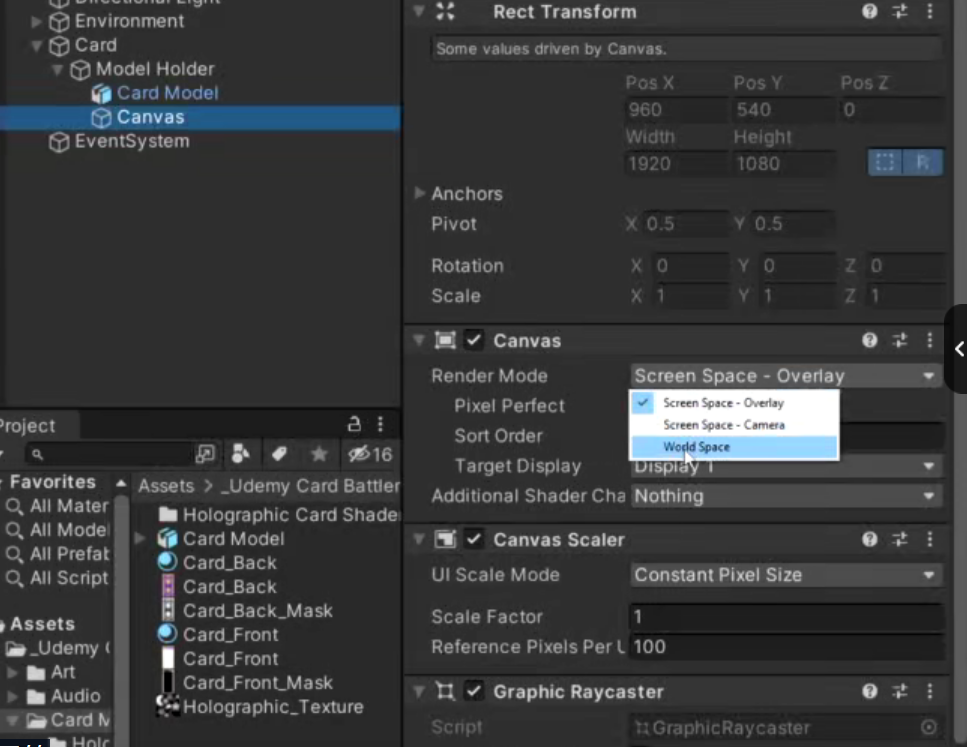 Directional Light
Environment
Card
Model Holder
Card Model
Canvas
EventSystem
Project
16
Favorites
All Mater
All Model
All Prefab
All Script
Assets
_Udemy (
Art
Audio
Card M
Holo
Assets > _Udemy Card Battler
Holographic Card Shade
Card Model
Card_Back
Card_Back
Card_Back_Mask
Card_Front
Card_Front
Card_Front_Mask
Holographic_Texture
Rect Transform
Some values driven by Canvas.
Pos X Pos Y Pos Z
960 540 0
Width Height
1920 1080
R
Anchors
Pivot X 0.5 Y 0.5
Rotation X 0 Y 0 Z 0
Scale X 1 Y 1 Z 1
Canvas
Render Mode Screen Space - Overlay
Screen Space - Overlay
Screen Space - Camera
World Space
Pixel Perfect
Sort Order
Target Display Display 1
Additional Shader Cha Nothing
Canvas Scaler
UI Scale Mode Constant Pixel Size
Scale Factor 1
Reference Pixels Per U 100
Graphic Raycaster
Script GraphicRaycaster